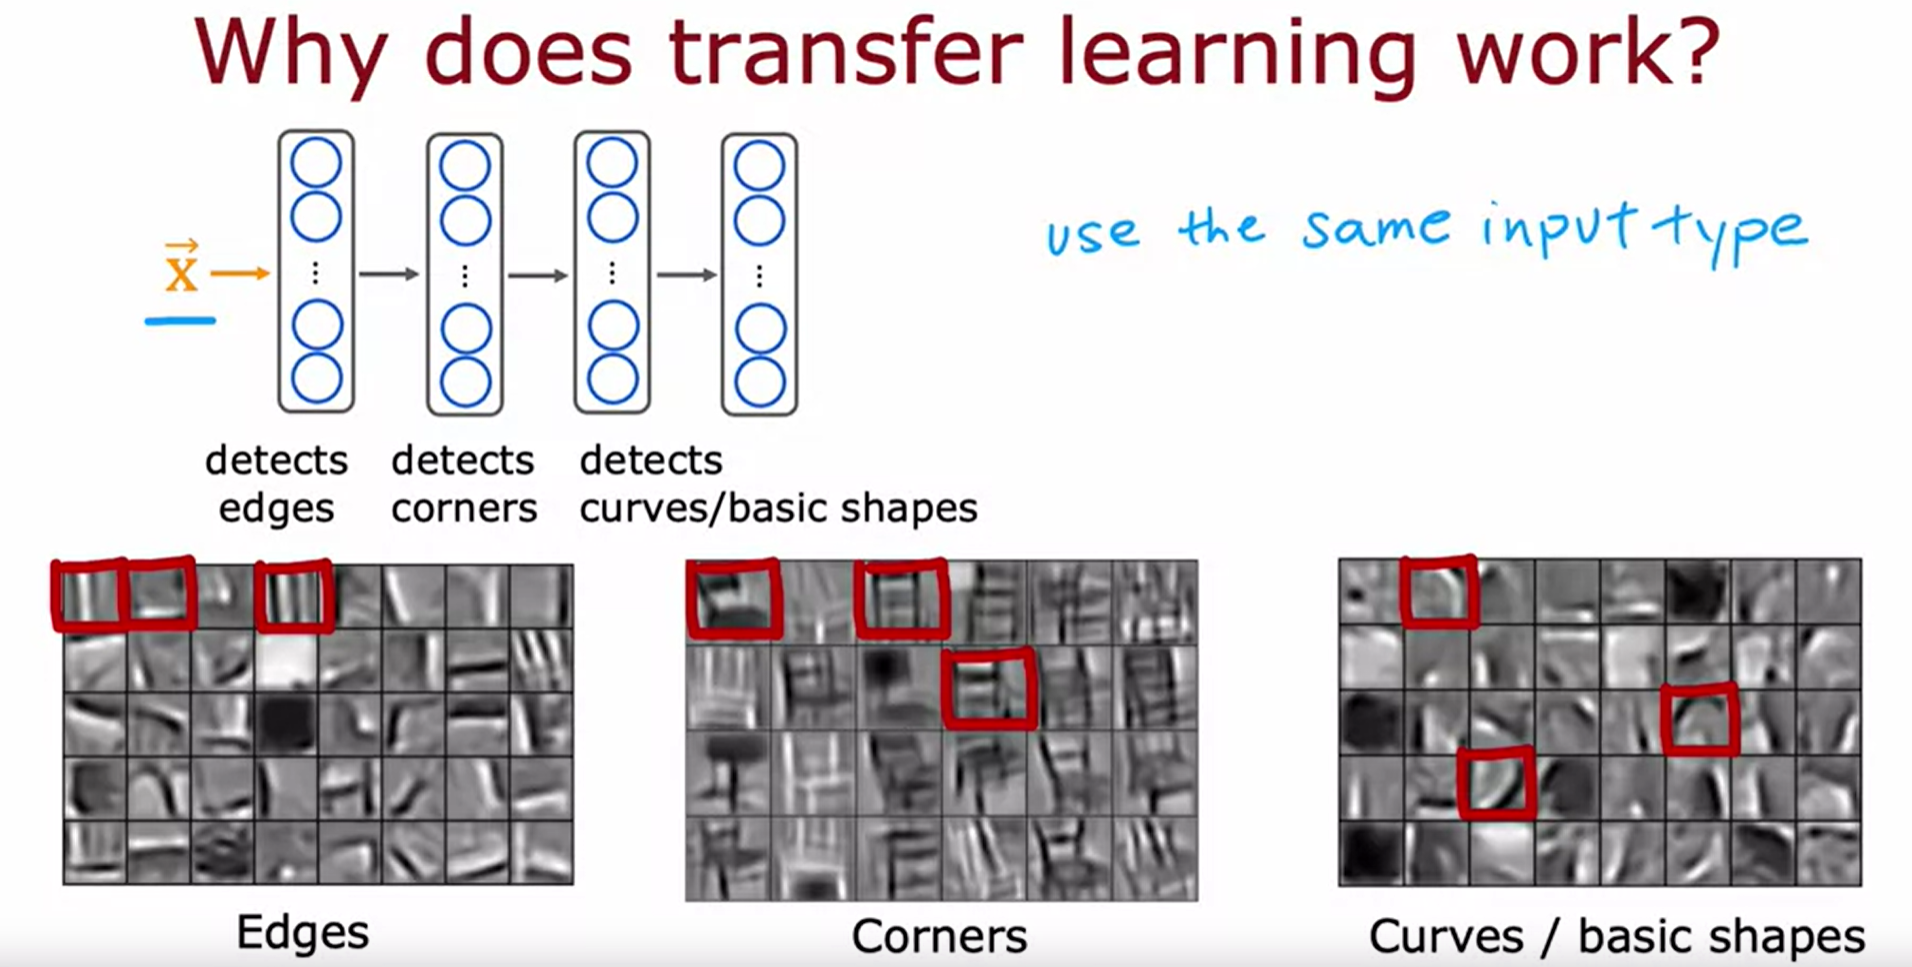 Why does transfer learning work?
use the same input type
x
detects
edges
detects
corners
detects
curves/basic shapes
Edges
Corners
Curves / basic shapes